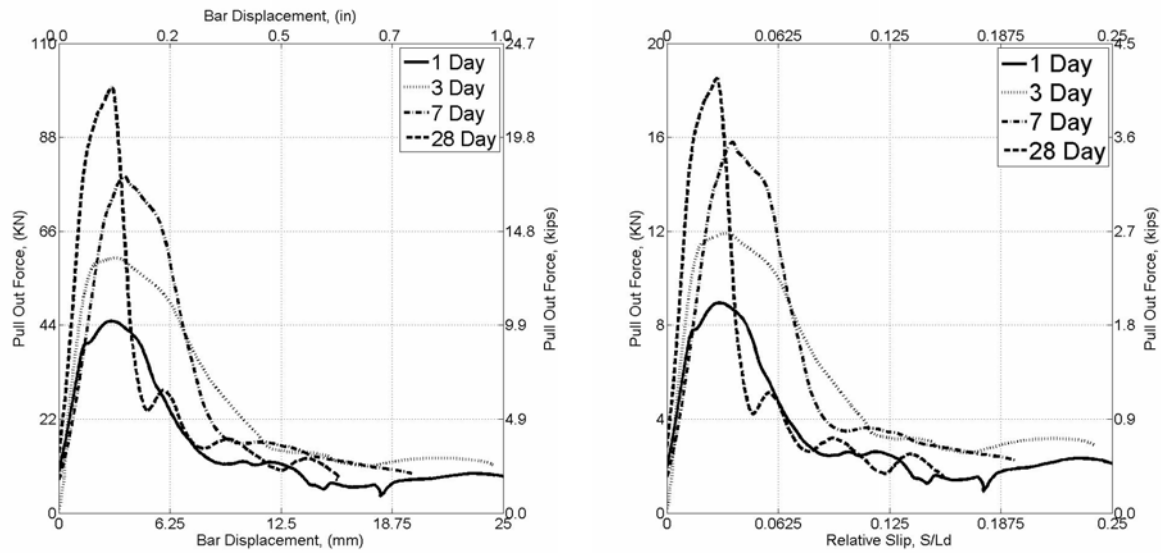 Bar Displacement, (in)
0.0 0.2 0.5 0.7 1.0
110 24.7
1 Day
3 Day
7 Day
28 Day
88 19.8
66 14.8
44 9.9
22 4.9
0 0.0
Pull Out Force, (KN)
Pull Out Force, (kips)
0 6.25 12.5 18.75 25
Bar Displacement, (mm)
0 0.0625 0.125 0.1875 0.25
20 4.5
1 Day
3 Day
7 Day
28 Day
16 3.6
12 2.7
8 1.8
4 0.9
0 0.0
Pull Out Force, (KN)
Pull Out Force, (kips)
0 0.0625 0.125 0.1875 0.25
Relative Slip, S/Ld